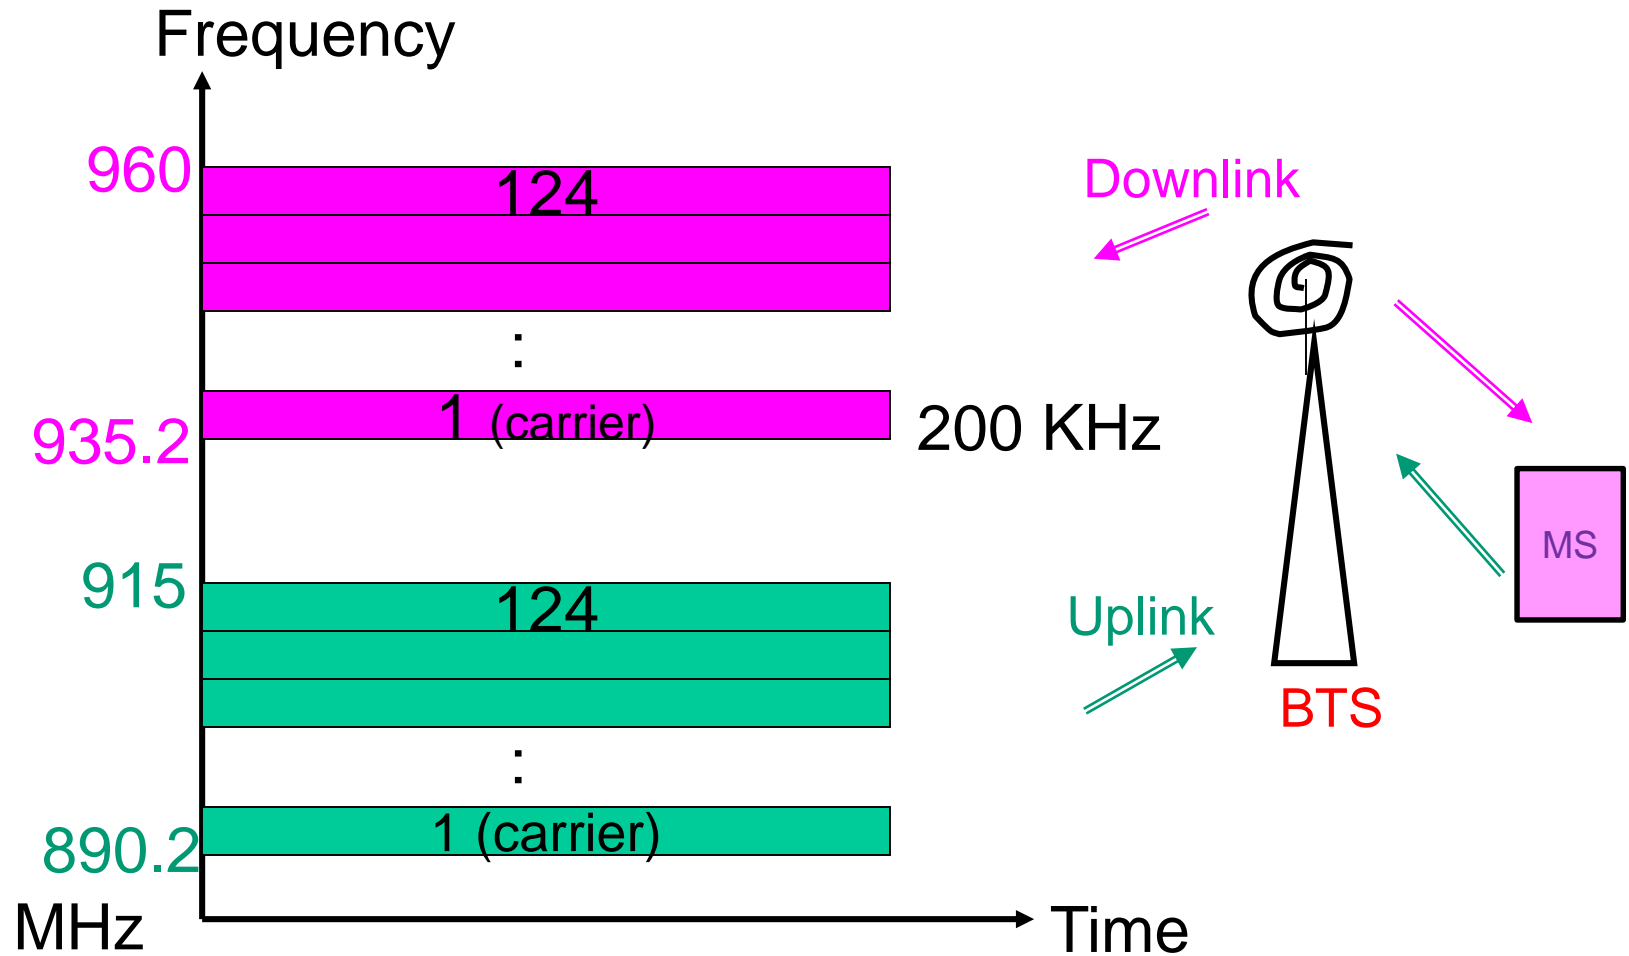 Frequency
960
124
Downlink
:
1 (carrier)
935.2
200 KHz
MS
915
124
Uplink
BTS
:
1 (carrier)
890.2
MHz
Time